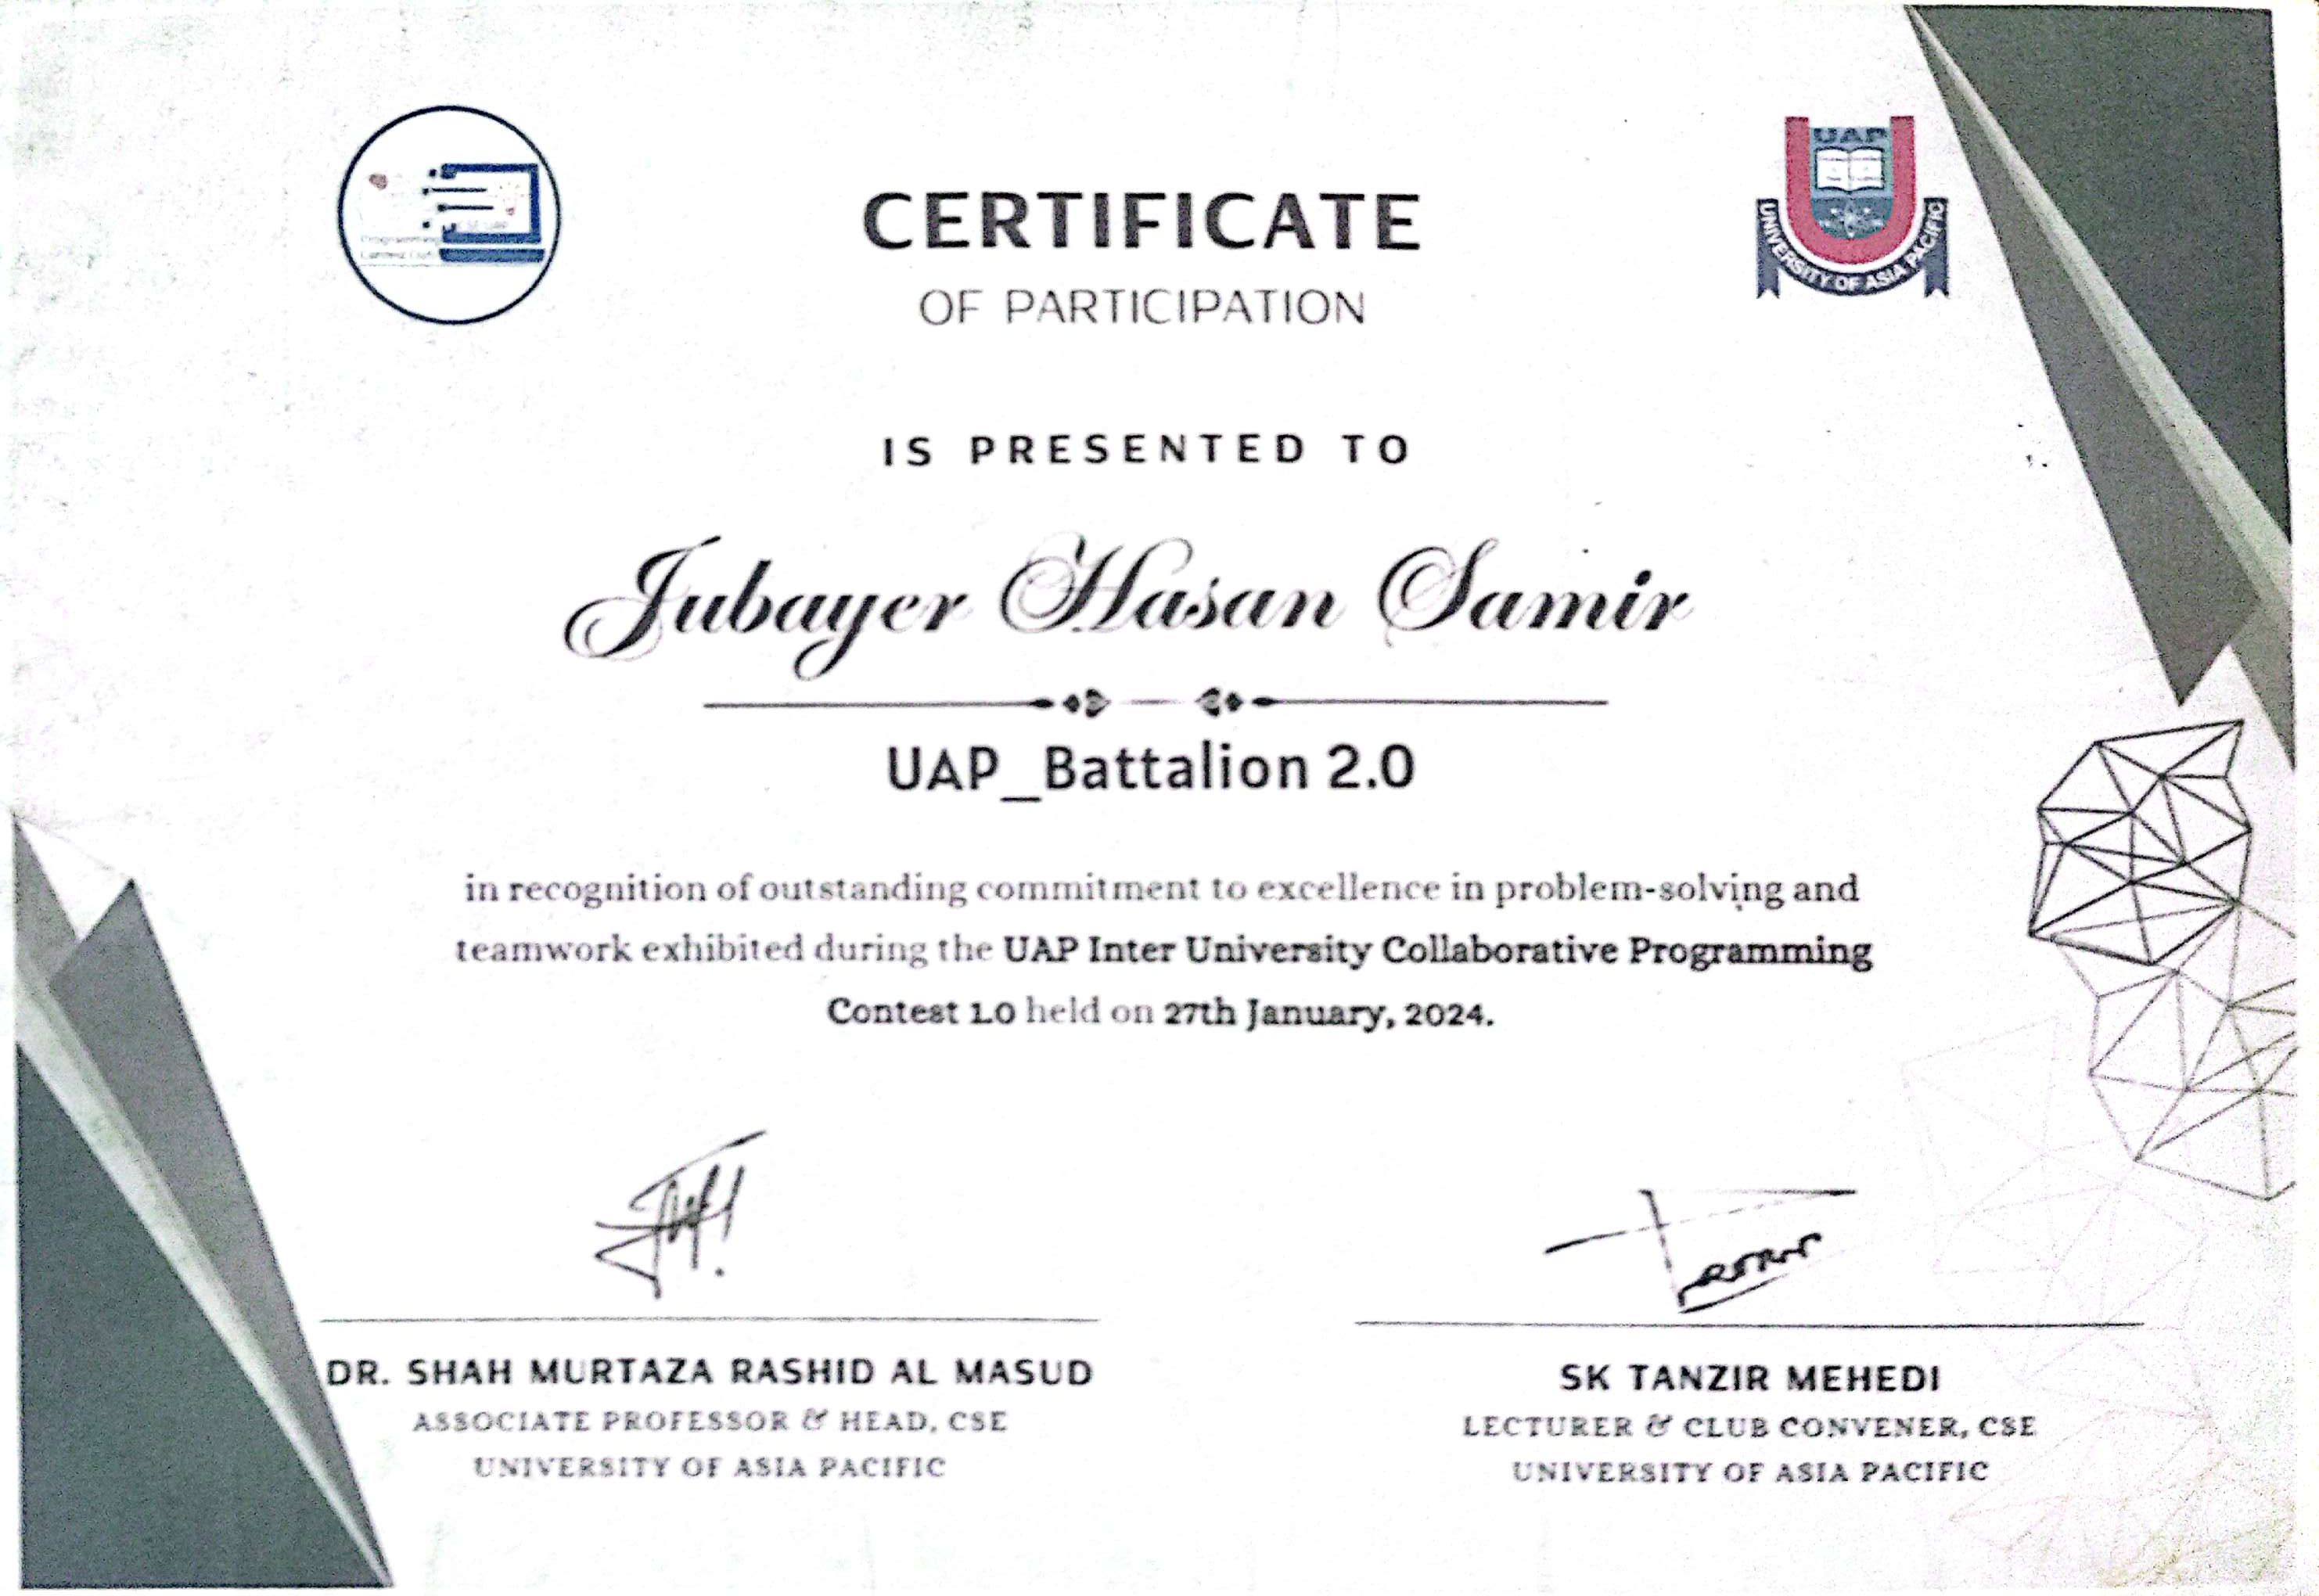 Programming
Contest Club
UAP
UNIVERSITY OF ASIA PACIFIC
CERTIFICATE
OF PARTICIPATION
IS PRESENTED TO
Jubayer Hasan Samir
UAP_Battalion 2.0
in recognition of outstanding commitment to excellence in problem-solving and
teamwork exhibited during the UAP Inter University Collaborative Programming
Contest 1.0 held on 27th January, 2024.
DR. SHAH MURTAZA RASHID AL MASUD
ASSOCIATE PROFESSOR & HEAD, CSE
UNIVERSITY OF ASIA PACIFIC
SK TANZIR MEHEDI
LECTURER & CLUB CONVENER, CSE
UNIVERSITY OF ASIA PACIFIC